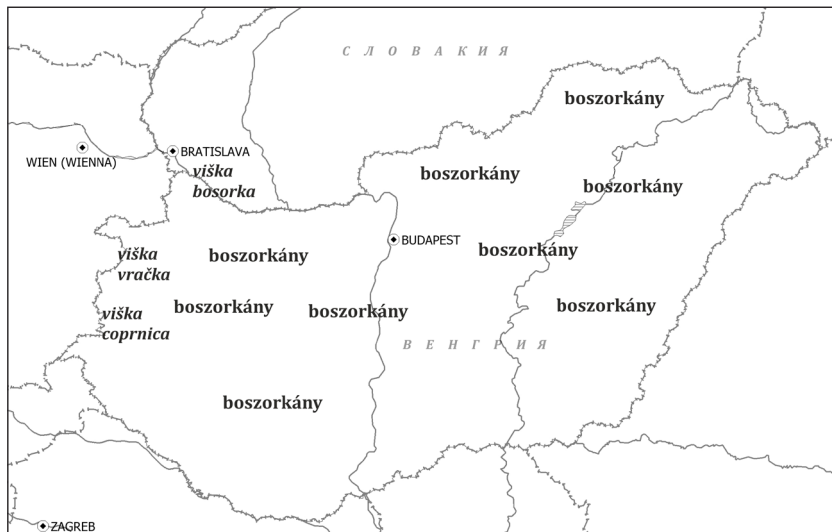 С Л О В А К И Я
boszorkány
BRATISLAVA
WIEN (WIENNA)
viška
bosorka
boszorkány
boszorkány
BUDAPEST
viška
vračka
boszorkány
boszorkány
viška
coprnica
boszorkány
boszorkány
boszorkány
В Е Н Г Р И Я
boszorkány
ZAGREB